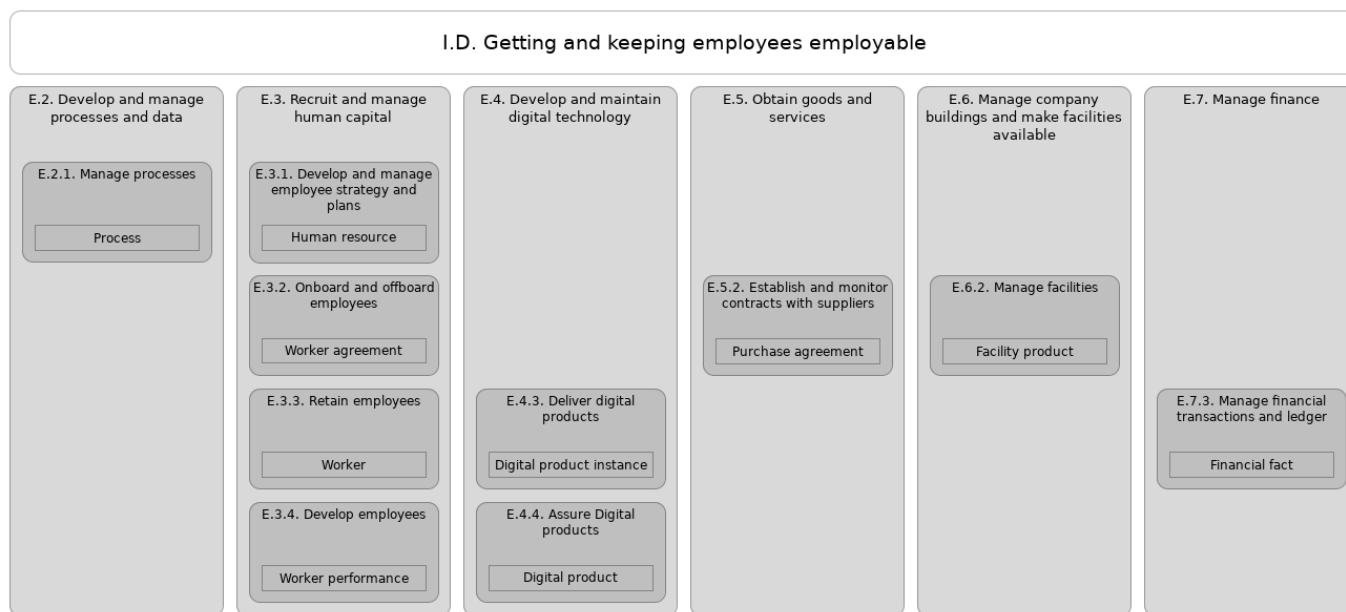 I.D. Getting and keeping employees employable
E.2. Develop and manage
processes and data
E.2.1. Manage processes
Process
E.3. Recruit and manage
human capital
E.3.1. Develop and manage
employee strategy and
plans
Human resource
E.3.2. Onboard and offboard
employees
Worker agreement
E.3.3. Retain employees
Worker
E.3.4. Develop employees
Worker performance
E.4. Develop and maintain
digital technology
E.4.3. Deliver digital
products
Digital product instance
E.4.4. Assure Digital
products
Digital product
E.5. Obtain goods and
services
E.5.2. Establish and monitor
contracts with suppliers
Purchase agreement
E.6. Manage company
buildings and make facilities
available
E.6.2. Manage facilities
Facility product
E.7. Manage finance
E.7.3. Manage financial
transactions and ledger
Financial fact